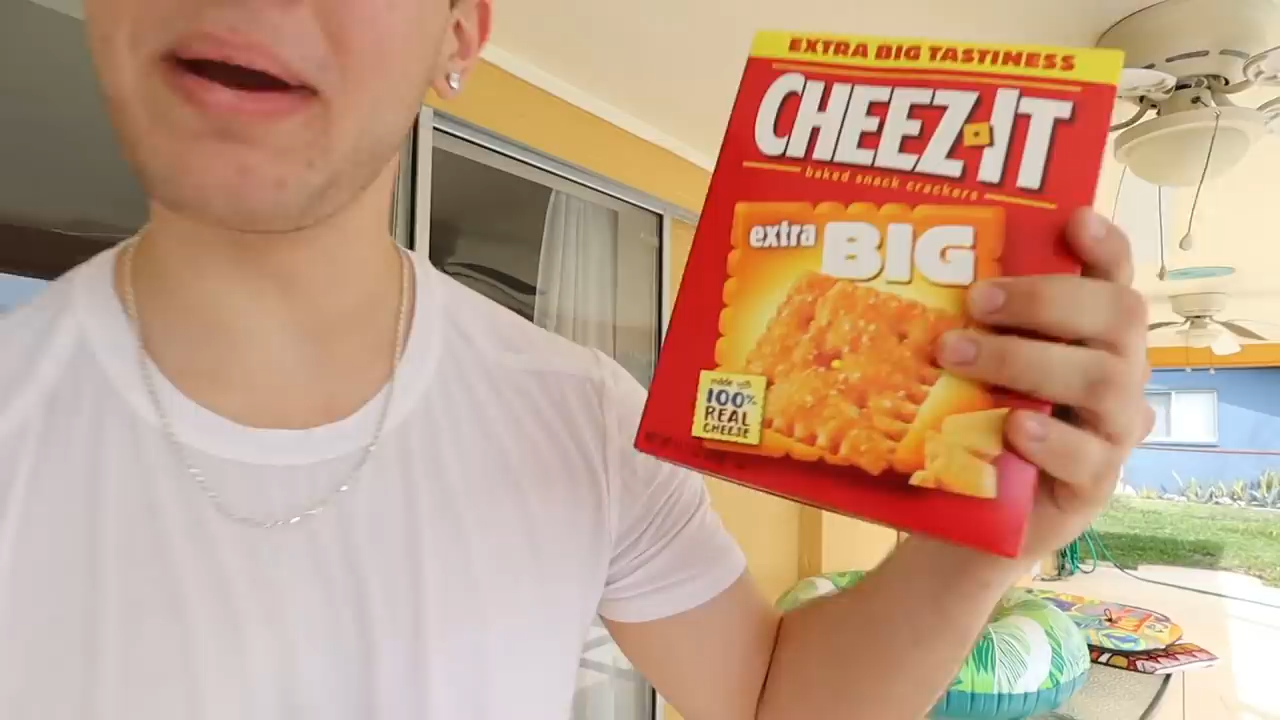 EXTRA BIG TASTINESS
CHEEZ-IT
baked snack crackers
extra BIG
made with
100%
REAL
CHEESE